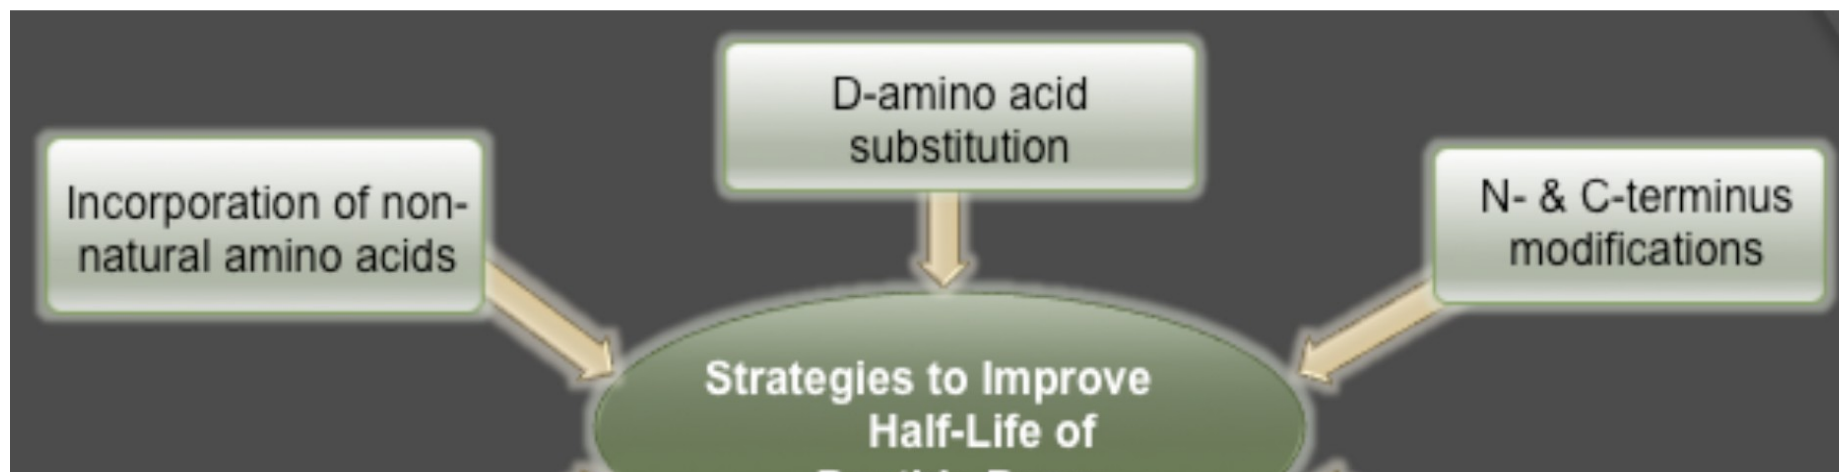 D-amino acid
substitution
Incorporation of non-
natural amino acids
N- & C-terminus
modifications
Strategies to Improve
Half-Life of